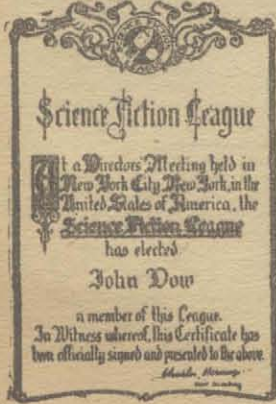 Science Fiction League
At a Directors' Meeting held in
New York City, New York, in the
United States of America, the
Science Fiction League
has elected
John Dow
a member of this League.
In Witness whereof, this Certificate has
been officially signed and presented to the above.